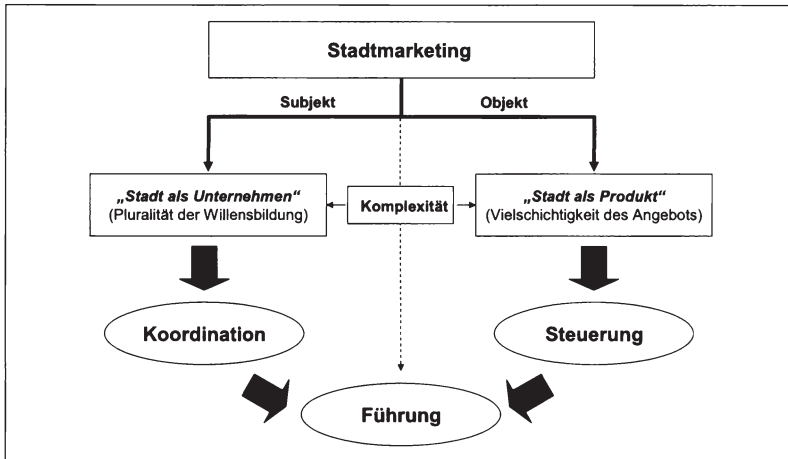 Stadtmarketing
Subjekt
Objekt
„Stadt als Unternehmen“
(Pluralität der Willensbildung)
Komplexität
„Stadt als Produkt“
(Vielschichtigkeit des Angebots)
Koordination
Steuerung
Führung